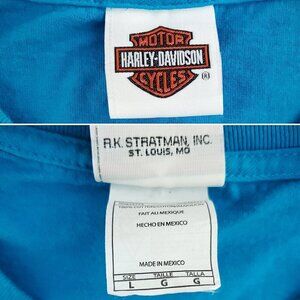 MOTOR
HARLEY-DAVIDSON
CYCLES
®
R.K. STRATMAN, INC.
ST. LOUIS, MO
FAIT AU MEXIQUE
HECHO EN MEXICO
MADE IN MEXICO
SIZE TAILLE TALLA
L G G